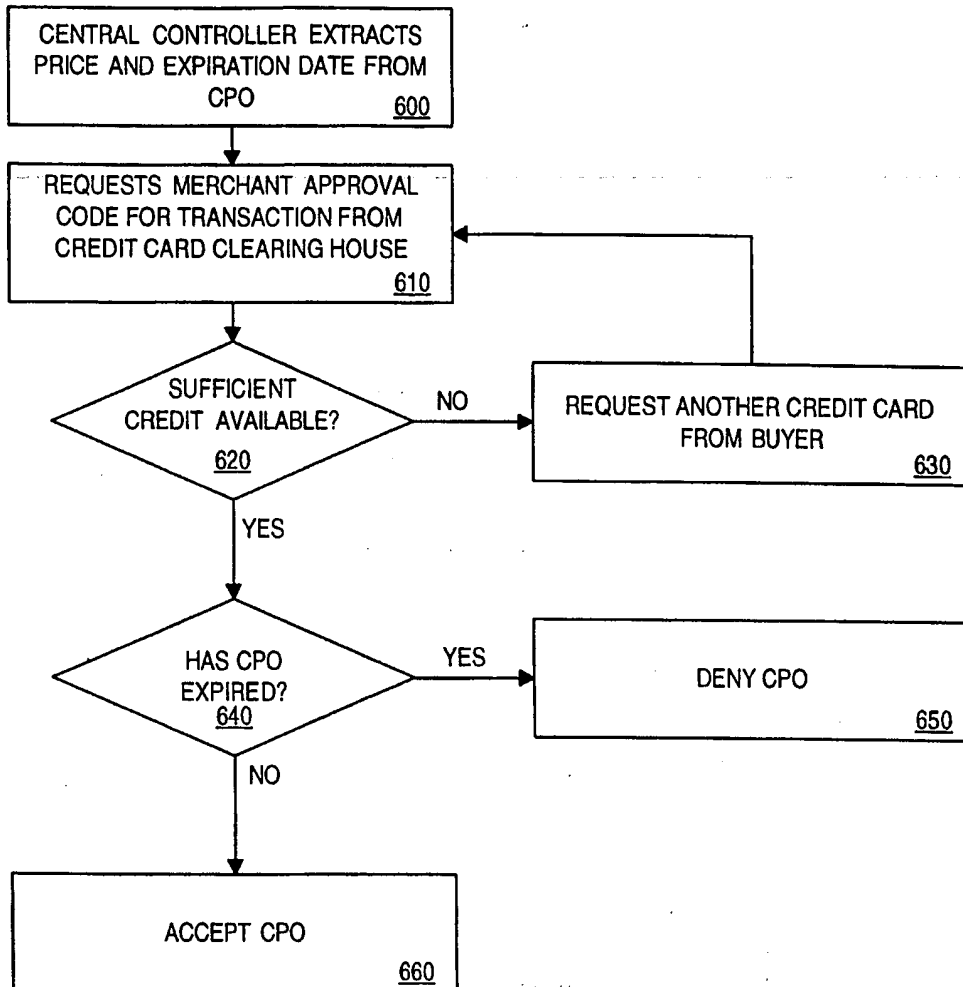 CENTRAL CONTROLLER EXTRACTS
PRICE AND EXPIRATION DATE FROM
CPO
600
REQUESTS MERCHANT APPROVAL
CODE FOR TRANSACTION FROM
CREDIT CARD CLEARING HOUSE
610
SUFFICIENT
CREDIT AVAILABLE?
620
NO
REQUEST ANOTHER CREDIT CARD
FROM BUYER
630
YES
HAS CPO
EXPIRED?
640
YES
DENY CPO
650
NO
ACCEPT CPO
660